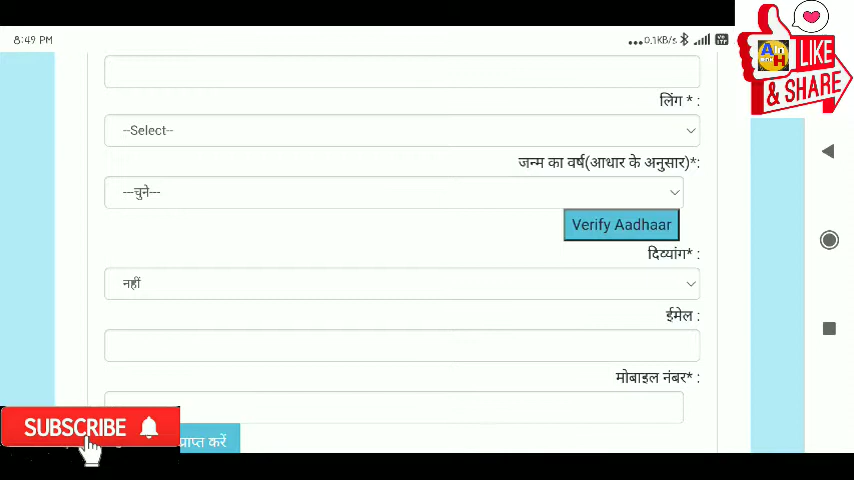 8:49 PM
0.1KB/s
LIKE
& SHARE
लिंग * :
--Select--
जन्म का वर्ष(आधार के अनुसार)*:
---चुने---
Verify Aadhaar
दिव्यांग* :
नहीं
ईमेल :
मोबाइल नंबर* :
SUBSCRIBE
प्राप्त करें